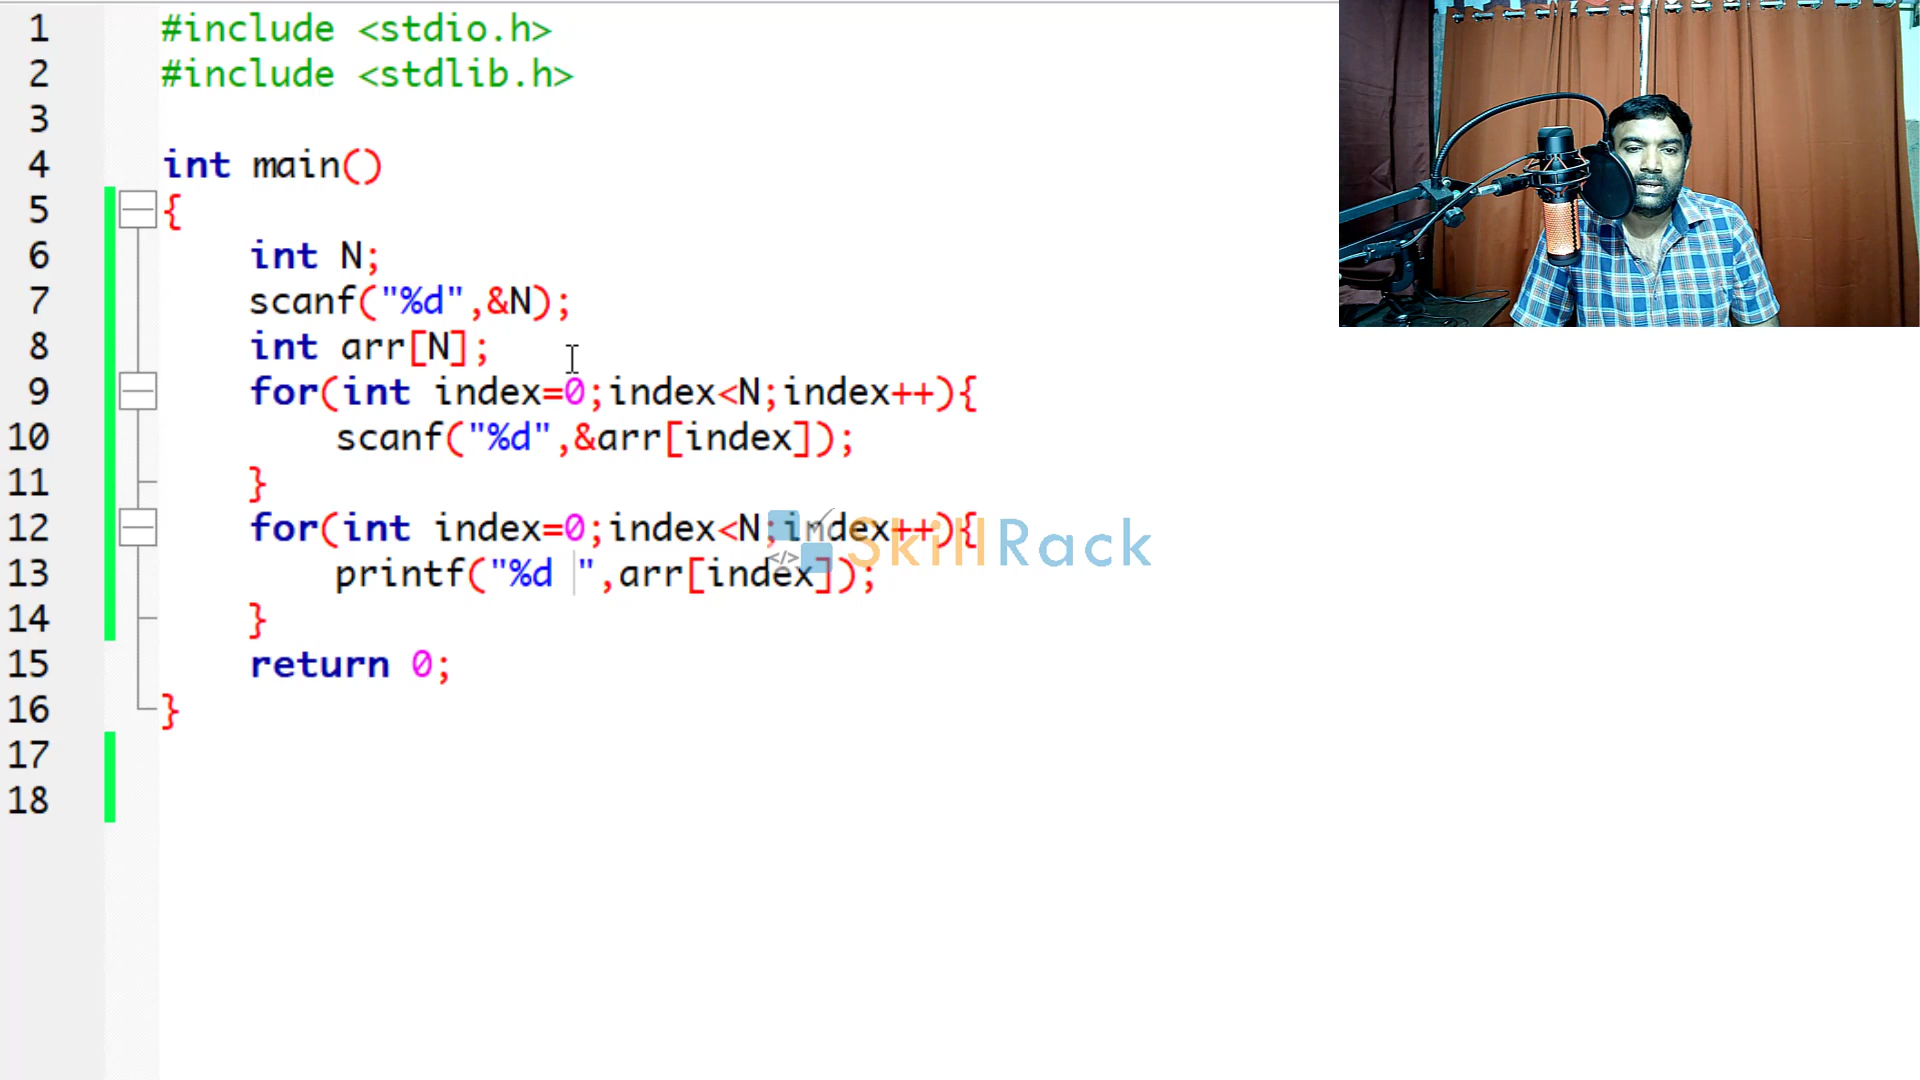 1 #include <stdio.h>
2 #include <stdlib.h>
3
4 int main()
5 {
6 int N;
7 scanf("%d",&N);
8 int arr[N];
9 for(int index=0;index<N;index++){
10 scanf("%d",&arr[index]);
11 }
12 for(int index=0;index<N;index++){
13 printf("%d ",arr[index]);
14 }
15 return 0;
16 }
17
18
SkillRack